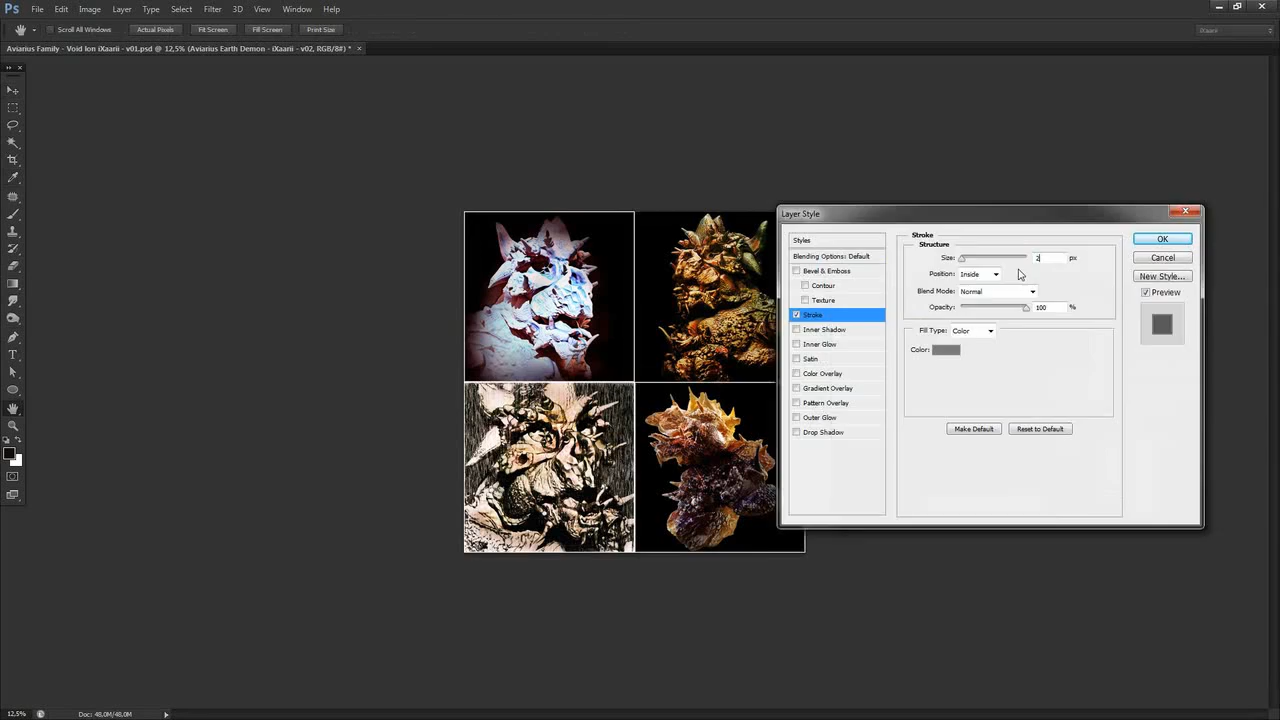 Ps File Edit Image Layer Type Select Filter 3D View Window Help
Scroll All Windows Actual Pixels Fit Screen Fill Screen Print Size iXaarii
Aviarius Family - Void Ion iXaarii - v01.psd @ 12,5% (Aviarius Earth Demon - iXaarii - v02, RGB/8#) *
Layer Style
Styles
Blending Options: Default
Bevel & Emboss
Contour
Texture
Stroke
Inner Shadow
Inner Glow
Satin
Color Overlay
Gradient Overlay
Pattern Overlay
Outer Glow
Drop Shadow
Stroke
Structure
Size: 2 px
Position: Inside
Blend Mode: Normal
Opacity: 100 %
Fill Type: Color
Color:
Make Default Reset to Default
OK
Cancel
New Style...
Preview
12,5% Doc: 48,0M/48,0M